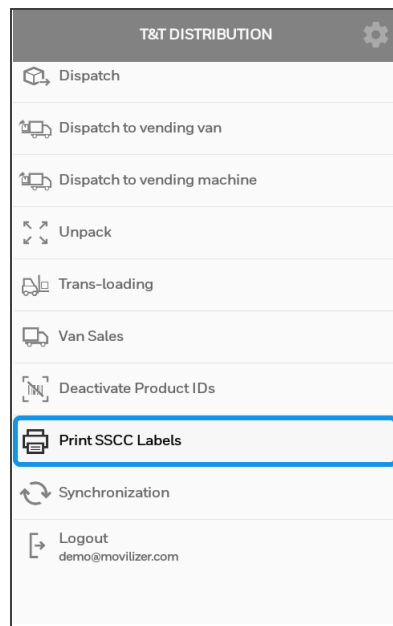 T&T DISTRIBUTION
Dispatch
Dispatch to vending van
Dispatch to vending machine
Unpack
Trans-loading
Van Sales
Deactivate Product IDs
Print SSCC Labels
Synchronization
Logout
demo@movilizer.com